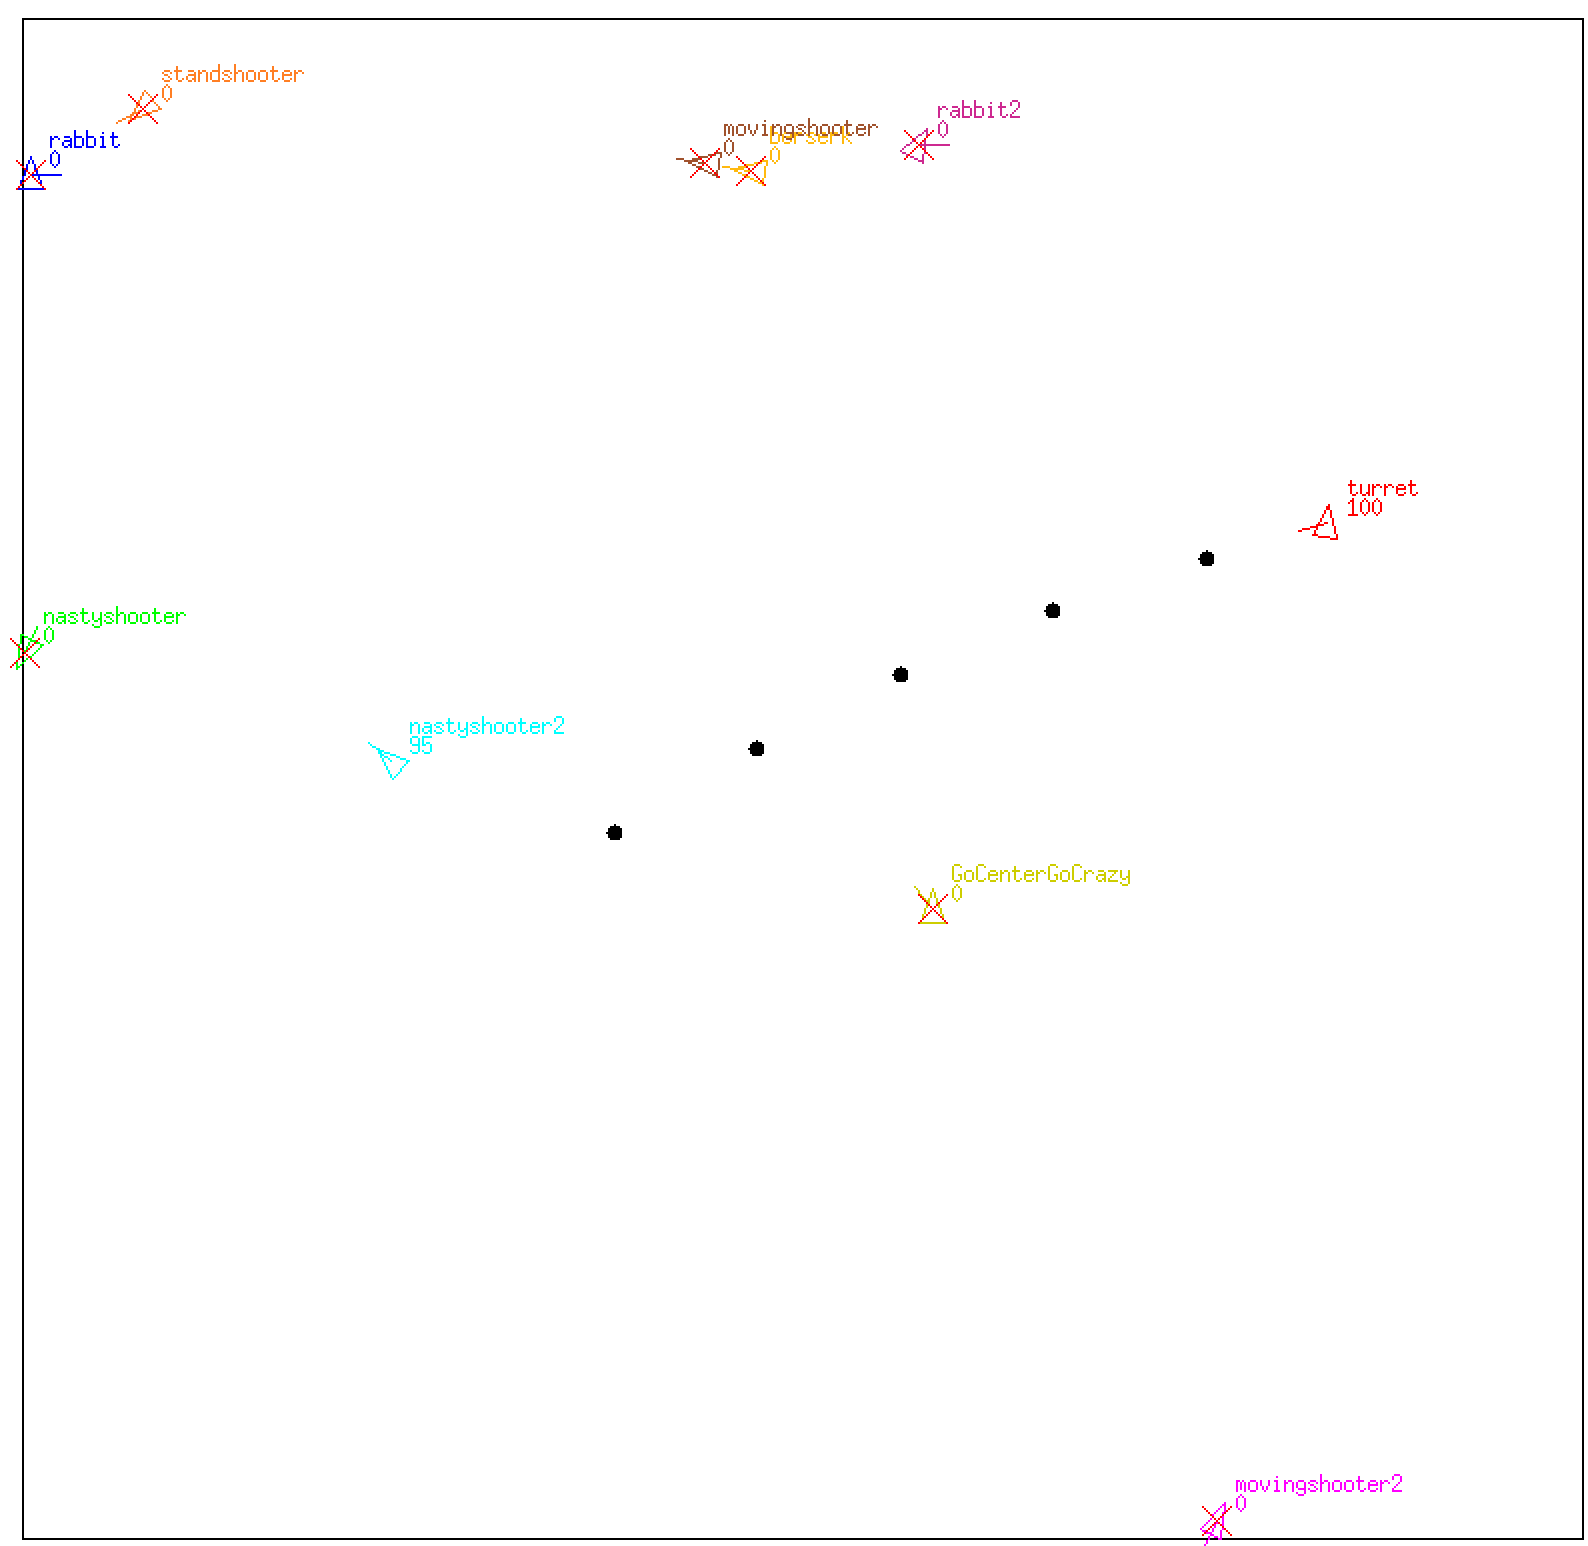 standshooter
0
rabbit
0
movingshooter
0
berserk
0
rabbit2
0
turret
100
nastyshooter
0
nastyshooter2
95
GoCenterGoCrazy
0
movingshooter2
0